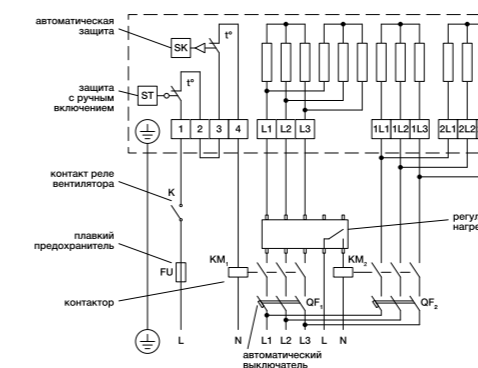 автоматическая
защита
SK
t°
защита
с ручным
включением
ST
t°
1 2 3 4 L1 L2 L3 1L1 1L2 1L3 2L1 2L2
контакт реле
вентилятора
K
плавкий
предохранитель
FU
контактор
KM₁
KM₂
QF₁
QF₂
L N L1 L2 L3 L N
автоматический
выключатель